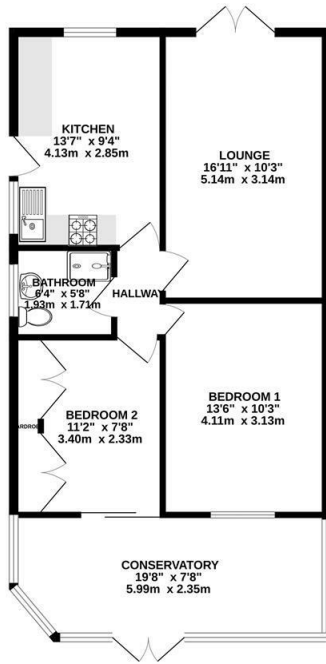 KITCHEN
13'7" x 9'4"
4.13m x 2.85m
LOUNGE
16'11" x 10'3"
5.14m x 3.14m
BATHROOM
6'4" x 5'8"
1.93m x 1.71m
HALLWAY
BEDROOM 1
13'6" x 10'3"
4.11m x 3.13m
BEDROOM 2
11'2" x 7'8"
3.40m x 2.33m
CONSERVATORY
19'8" x 7'8"
5.99m x 2.35m